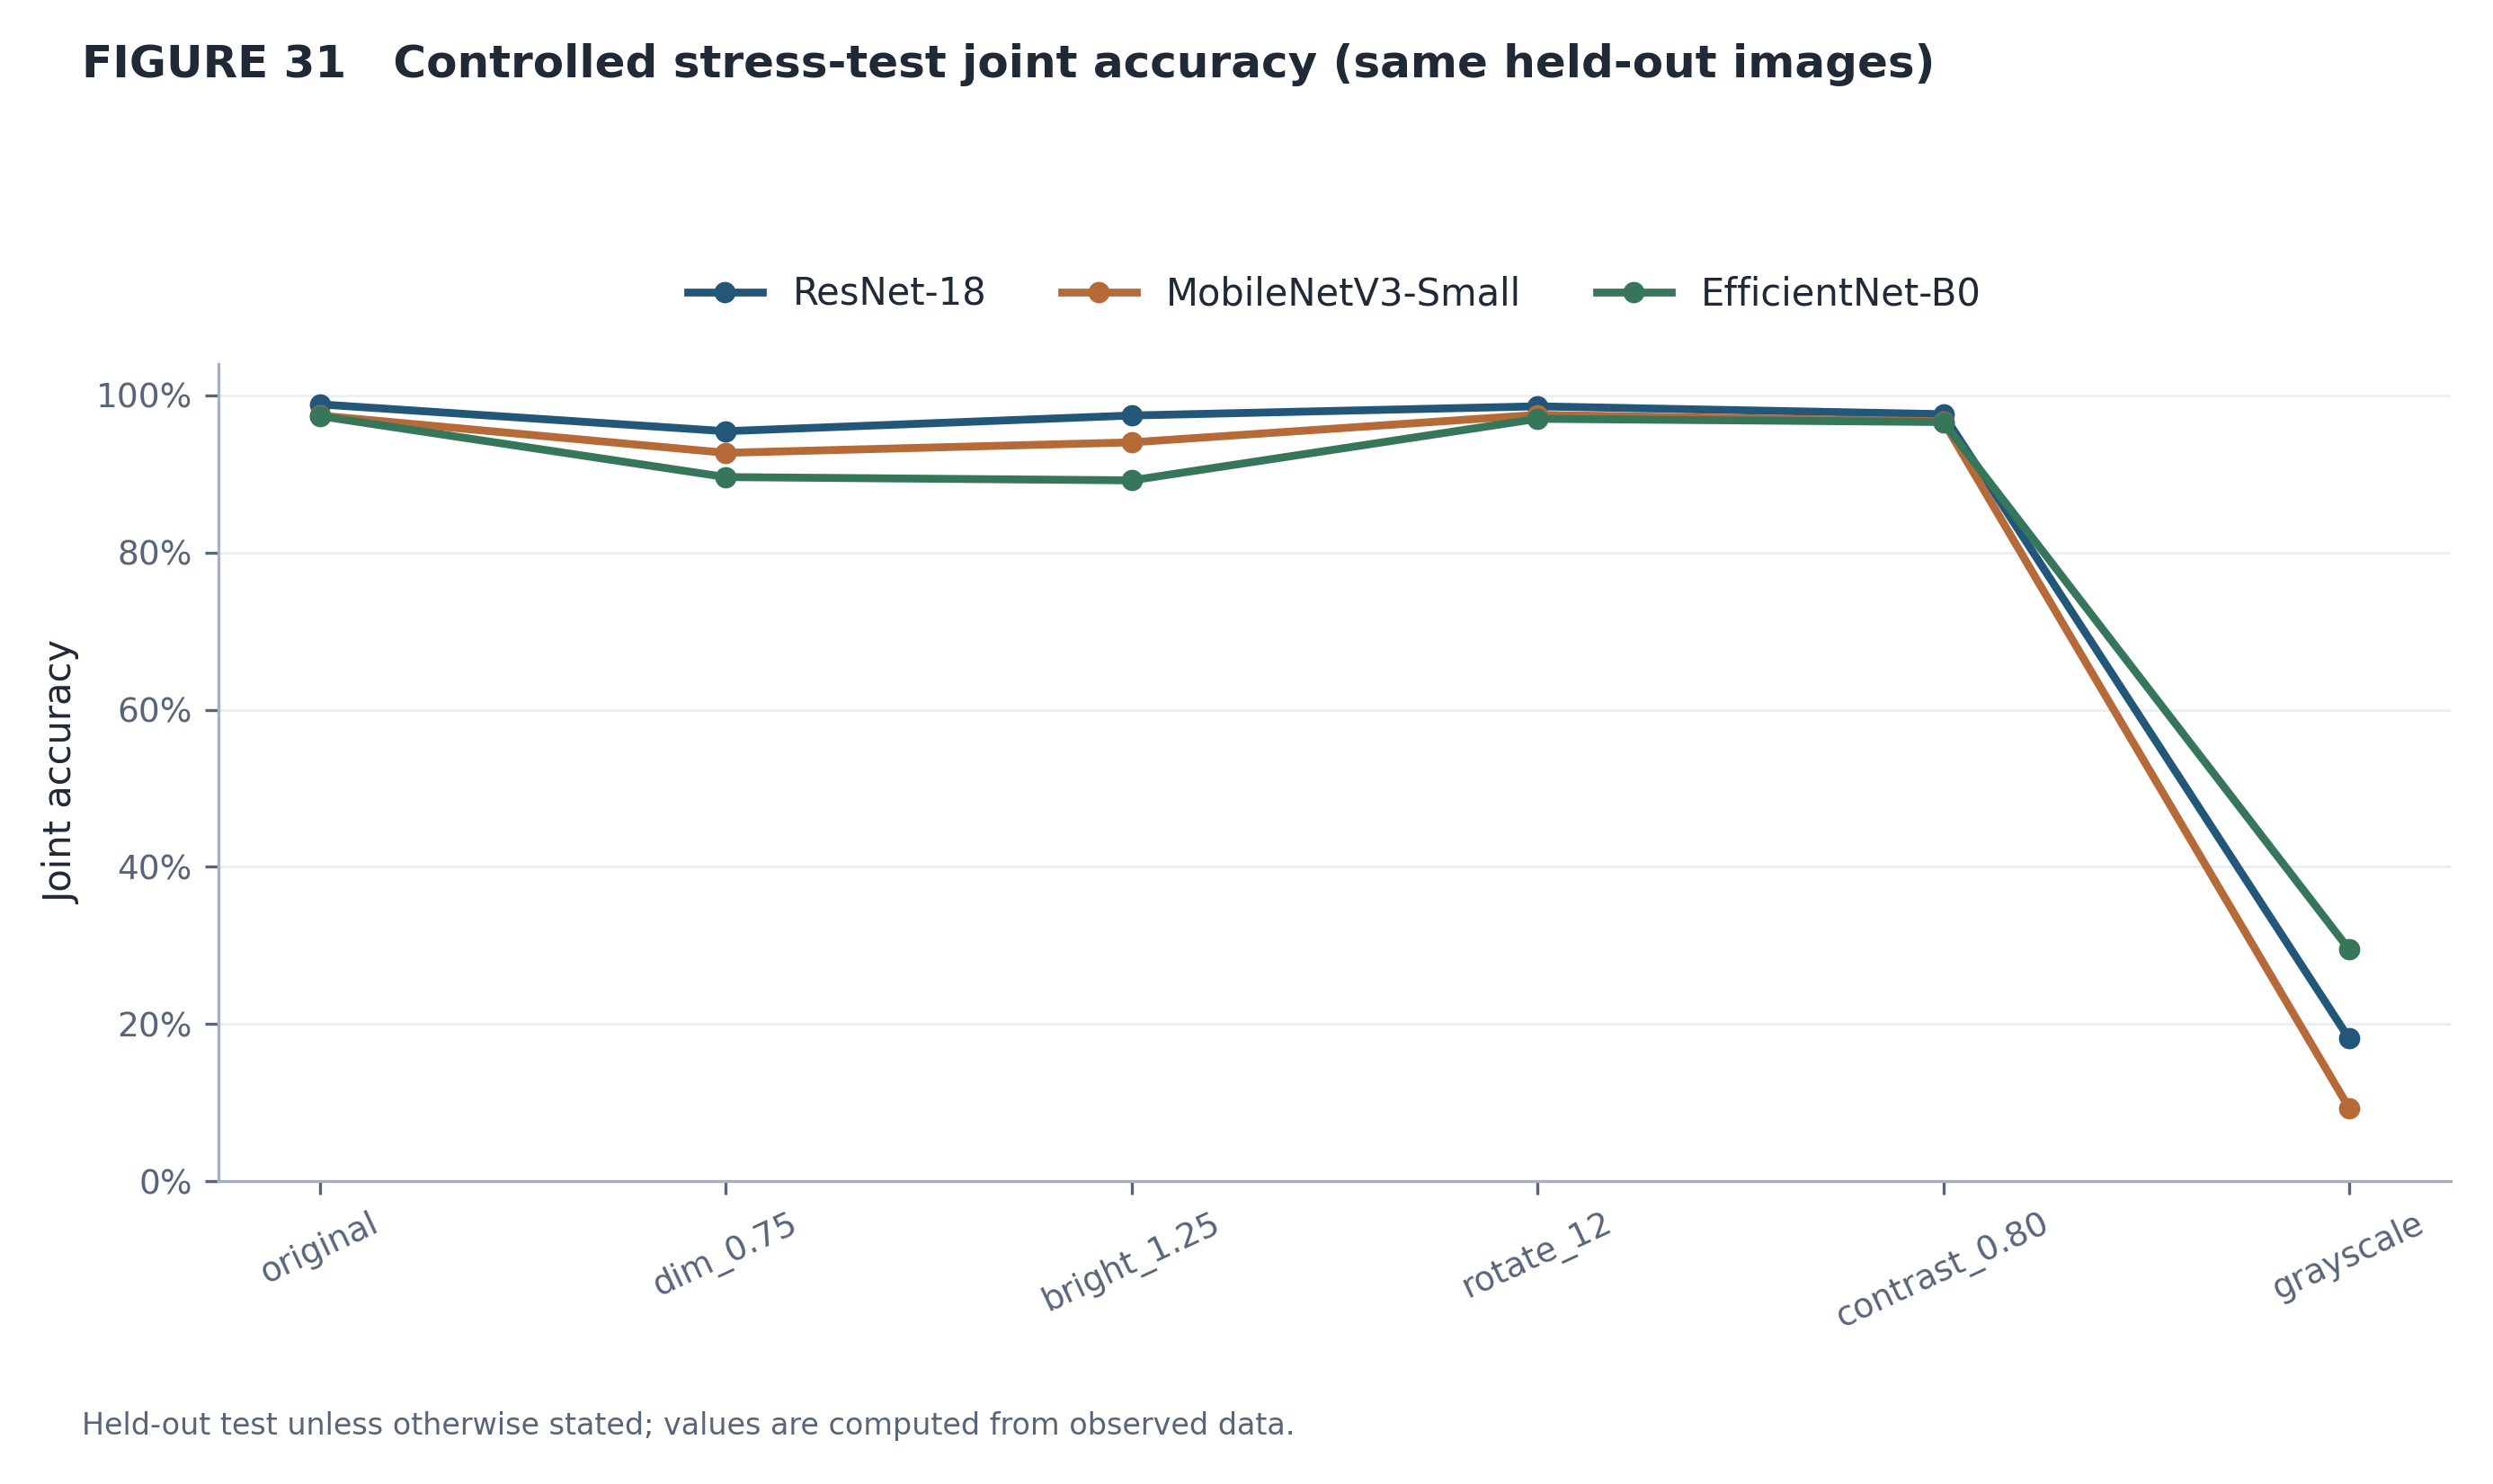 FIGURE 31 Controlled stress-test joint accuracy (same held-out images)
ResNet-18 MobileNetV3-Small EfficientNet-B0
Joint accuracy
100%
80%
60%
40%
20%
0%
original dim_0.75 bright_1.25 rotate_12 contrast_0.80 grayscale
Held-out test unless otherwise stated; values are computed from observed data.